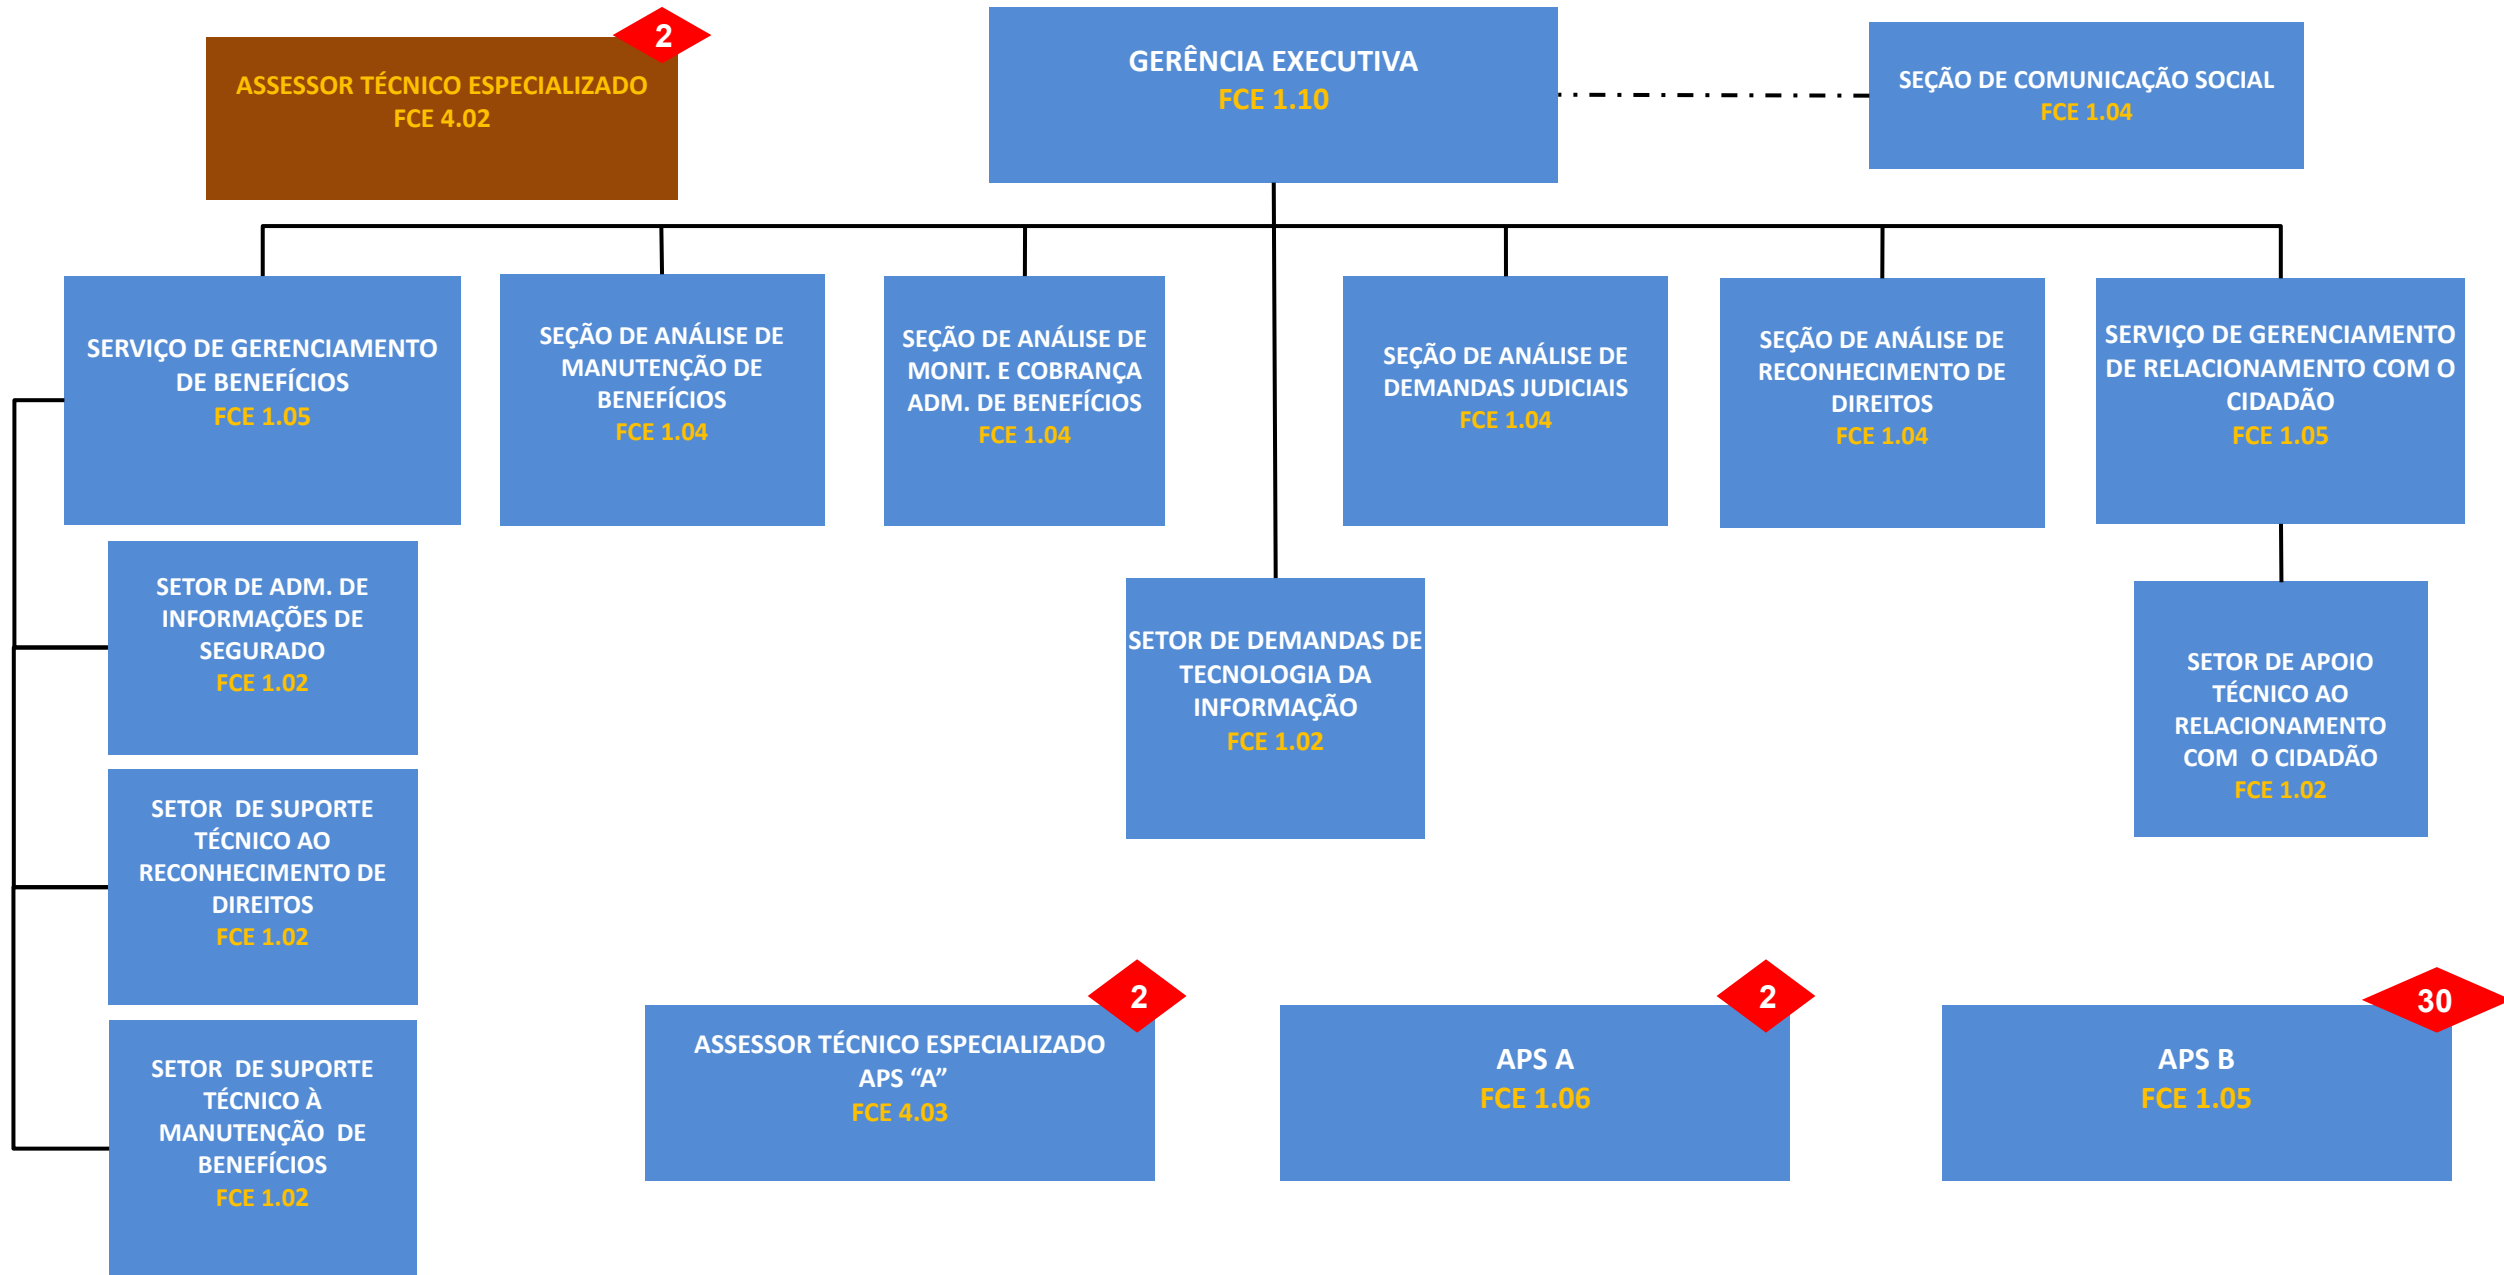 2
ASSESSOR TÉCNICO ESPECIALIZADO
FCE 4.02
GERÊNCIA EXECUTIVA
FCE 1.10
SEÇÃO DE COMUNICAÇÃO SOCIAL
FCE 1.04
SERVIÇO DE GERENCIAMENTO
DE BENEFÍCIOS
FCE 1.05
SEÇÃO DE ANÁLISE DE
MANUTENÇÃO DE
BENEFÍCIOS
FCE 1.04
SEÇÃO DE ANÁLISE DE
MONIT. E COBRANÇA
ADM. DE BENEFÍCIOS
FCE 1.04
SEÇÃO DE ANÁLISE DE
DEMANDAS JUDICIAIS
FCE 1.04
SEÇÃO DE ANÁLISE DE
RECONHECIMENTO DE
DIREITOS
FCE 1.04
SERVIÇO DE GERENCIAMENTO
DE RELACIONAMENTO COM O
CIDADÃO
FCE 1.05
SETOR DE ADM. DE
INFORMAÇÕES DE
SEGURADO
FCE 1.02
SETOR DE DEMANDAS DE
TECNOLOGIA DA
INFORMAÇÃO
FCE 1.02
SETOR DE APOIO
TÉCNICO AO
RELACIONAMENTO
COM  O CIDADÃO
FCE 1.02
SETOR  DE SUPORTE
TÉCNICO AO
RECONHECIMENTO DE
DIREITOS
FCE 1.02
SETOR  DE SUPORTE
TÉCNICO À
MANUTENÇÃO  DE
BENEFÍCIOS
FCE 1.02
2
ASSESSOR TÉCNICO ESPECIALIZADO
APS “A”
FCE 4.03
2
APS A
FCE 1.06
30
APS B
FCE 1.05